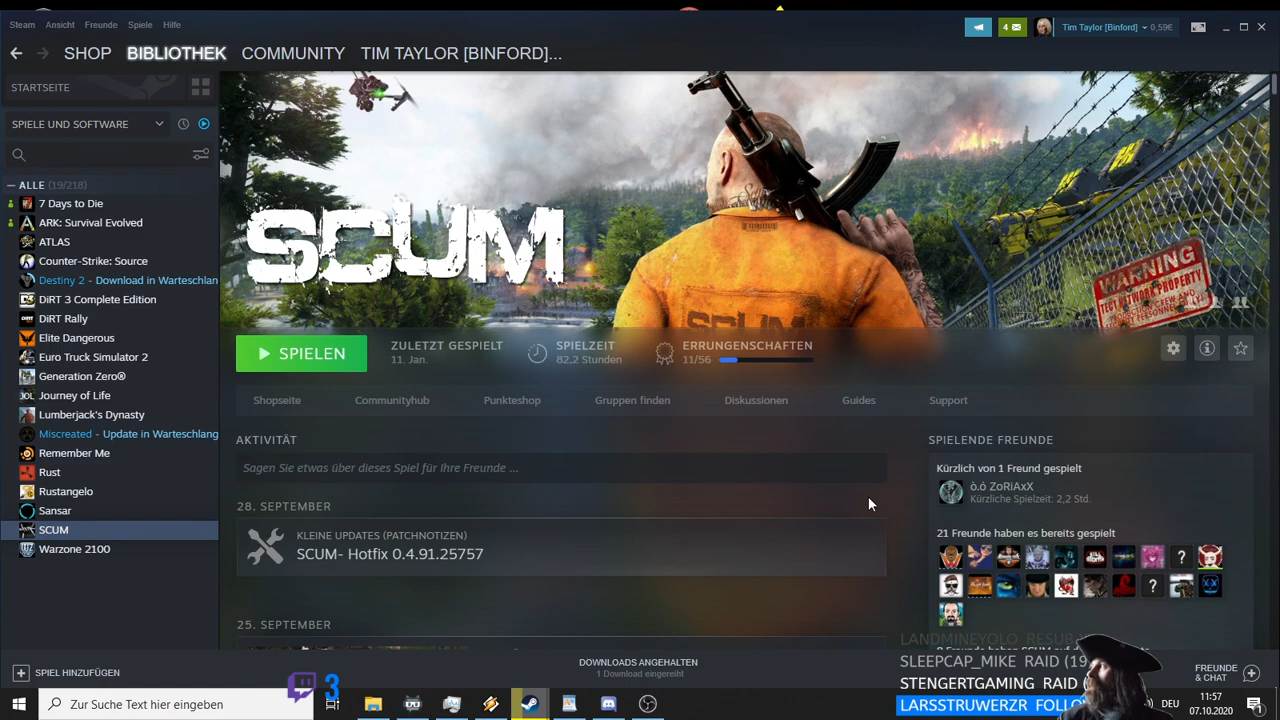 Steam Ansicht Freunde Spiele Hilfe
4
Tim Taylor [Binford] 0,59€
SHOP BIBLIOTHEK COMMUNITY TIM TAYLOR [BINFORD]...
STARTSEITE
SPIELE UND SOFTWARE
ALLE (19/218)
7 Days to Die
ARK: Survival Evolved
ATLAS
Counter-Strike: Source
Destiny 2 - Download in Warteschlan
DiRT 3 Complete Edition
DiRT Rally
Elite Dangerous
Euro Truck Simulator 2
Generation Zero®
Journey of Life
Lumberjack's Dynasty
Miscreated - Update in Warteschlang
Remember Me
Rust
Rustangelo
Sansar
SCUM
Warzone 2100
SCUM
WARNING
SCUM
SPIELEN
ZULETZT GESPIELT
11. Jan.
SPIELZEIT
82,2 Stunden
ERRUNGENSCHAFTEN
11/56
Shopseite Communityhub Punkteshop Gruppen finden Diskussionen Guides Support
AKTIVITÄT
Sagen Sie etwas über dieses Spiel für Ihre Freunde ...
28. SEPTEMBER
KLEINE UPDATES (PATCHNOTIZEN)
SCUM- Hotfix 0.4.91.25757
25. SEPTEMBER
SPIELENDE FREUNDE
Kürzlich von 1 Freund gespielt
ò.ó ZoRiAxX
Kürzliche Spielzeit: 2,2 Std.
21 Freunde haben es bereits gespielt
LANDMINEYOLO RESUB
SLEEPCAP_MIKE RAID (19
STENGERTGAMING RAID (
LARSSTRUWERZR FOLLO
SPIEL HINZUFÜGEN
DOWNLOADS ANGEHALTEN
1 Download eingereiht
FREUNDE
& CHAT
Zur Suche Text hier eingeben
3
DEU
11:57
07.10.2020
1